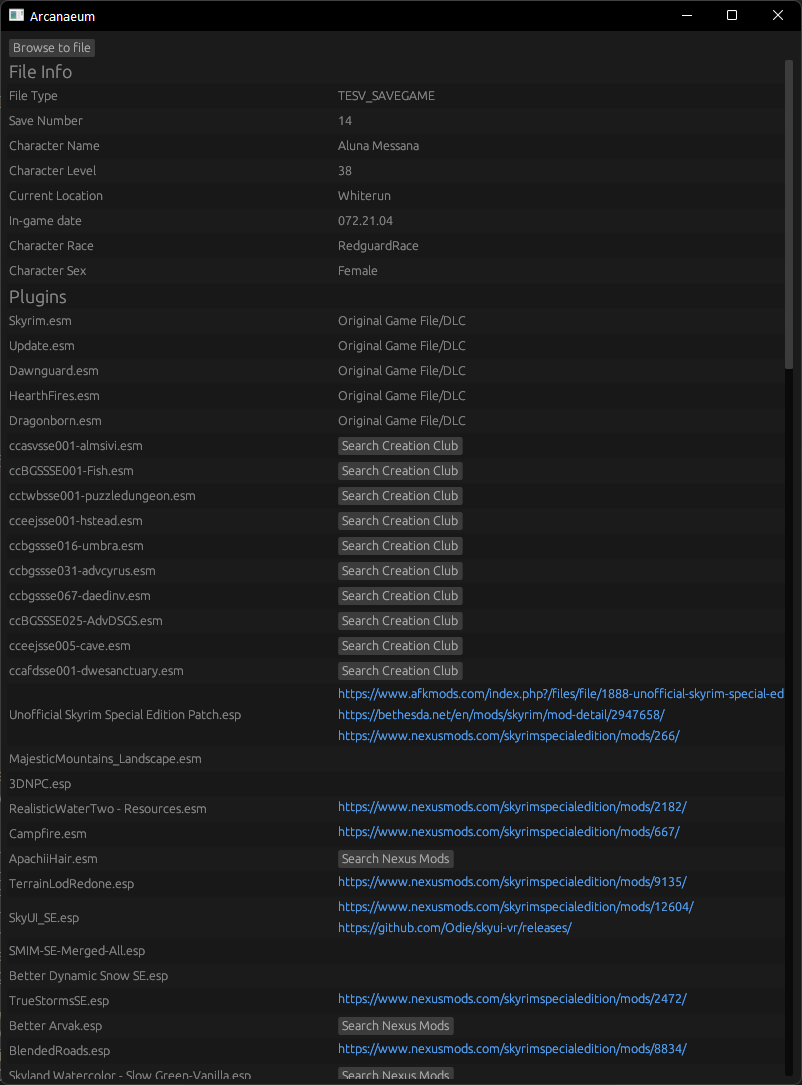 Arcanaeum
Browse to file
File Info
File Type TESV_SAVEGAME
Save Number 14
Character Name Aluna Messana
Character Level 38
Current Location Whiterun
In-game date 072.21.04
Character Race RedguardRace
Character Sex Female
Plugins
Skyrim.esm Original Game File/DLC
Update.esm Original Game File/DLC
Dawnguard.esm Original Game File/DLC
HearthFires.esm Original Game File/DLC
Dragonborn.esm Original Game File/DLC
ccasvsse001-almsivi.esm Search Creation Club
ccBGSSSE001-Fish.esm Search Creation Club
cctwbsse001-puzzledungeon.esm Search Creation Club
cceejsse001-hstead.esm Search Creation Club
ccbgssse016-umbra.esm Search Creation Club
ccbgssse031-advcyrus.esm Search Creation Club
ccbgssse067-daedinv.esm Search Creation Club
ccBGSSSE025-AdvDSGS.esm Search Creation Club
cceejsse005-cave.esm Search Creation Club
ccafdsse001-dwesanctuary.esm Search Creation Club
https://www.afkmods.com/index.php?/files/file/1888-unofficial-skyrim-special-ed
Unofficial Skyrim Special Edition Patch.esp https://bethesda.net/en/mods/skyrim/mod-detail/2947658/
https://www.nexusmods.com/skyrimspecialedition/mods/266/
MajesticMountains_Landscape.esm
3DNPC.esp
RealisticWaterTwo - Resources.esm https://www.nexusmods.com/skyrimspecialedition/mods/2182/
Campfire.esm https://www.nexusmods.com/skyrimspecialedition/mods/667/
ApachiiHair.esm Search Nexus Mods
TerrainLodRedone.esp https://www.nexusmods.com/skyrimspecialedition/mods/9135/
SkyUI_SE.esp https://www.nexusmods.com/skyrimspecialedition/mods/12604/
https://github.com/Odie/skyui-vr/releases/
SMIM-SE-Merged-All.esp
Better Dynamic Snow SE.esp
TrueStormsSE.esp https://www.nexusmods.com/skyrimspecialedition/mods/2472/
Better Arvak.esp Search Nexus Mods
BlendedRoads.esp https://www.nexusmods.com/skyrimspecialedition/mods/8834/
Skyland Watercolor - Slow Green-Vanilla.esp Search Nexus Mods